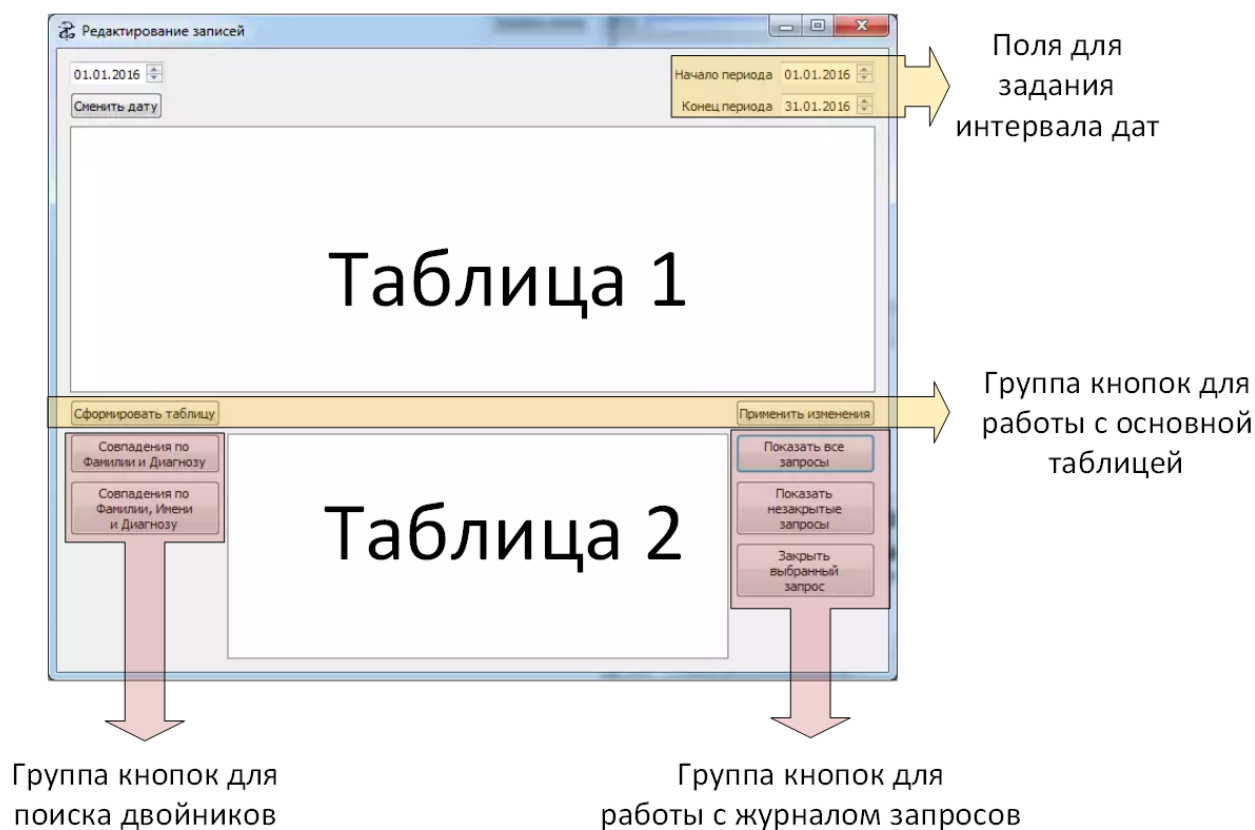 Редактирование записей
01.01.2016
Сменить дату
Начало периода 01.01.2016
Конец периода 31.01.2016
Поля для
задания
интервала дат
Таблица 1
Сформировать таблицу
Применить изменения
Группа кнопок для
работы с основной
таблицей
Совпадения по
Фамилии и Диагнозу
Совпадения по
Фамилии, Имени
и Диагнозу
Таблица 2
Показать все
запросы
Показать
незакрытые
запросы
Закрыть
выбранный
запрос
Группа кнопок для
поиска двойников
Группа кнопок для
работы с журналом запросов